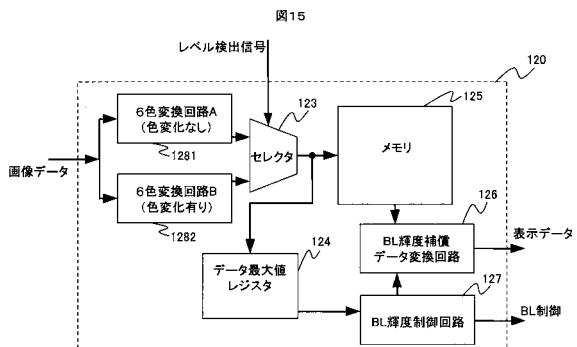 図15
レベル検出信号
120
6色変換回路A
(色変化なし)
1281
123
セレクタ
125
メモリ
画像データ
6色変換回路B
(色変化有り)
1282
126
BL輝度補償
データ変換回路
表示データ
124
データ最大値
レジスタ
127
BL輝度制御回路
BL制御